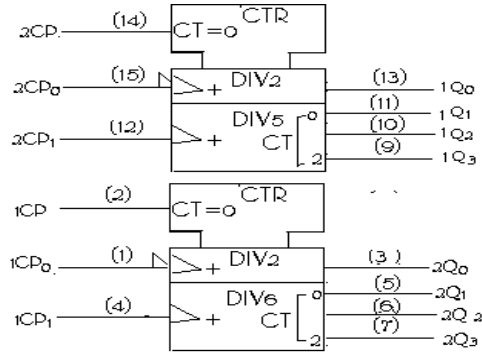 2CP. (14) CT=0 CTR
2CP0 (15) + DIV2 (13) 1Q0
DIV5 0 (11) 1Q1
2CP1 (12) + CT (10) 1Q2
2 (9) 1Q3
1CP (2) CT=0 CTR
1CP0. (1) + DIV2 (3) 2Q0
DIV6 0 (5) 2Q1
1CP1 (4) + CT (6) 2Q2
2 (7) 2Q3